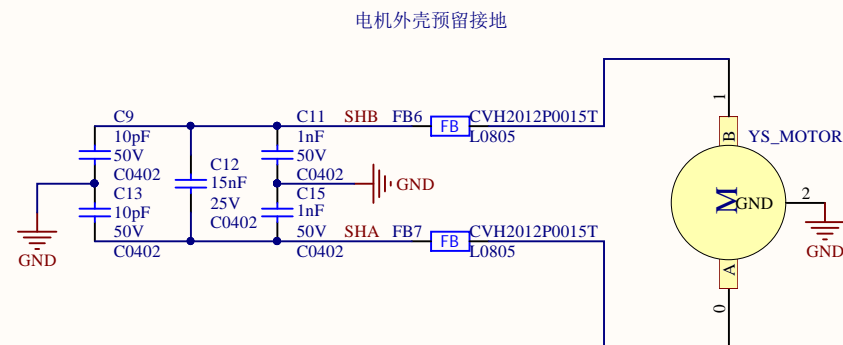 电机外壳预留接地
1
C9
C11
SHB
FB6
CVH2012P0015T
10pF
1nF
FB
B
YS_MOTOR
50V
50V
L0805
C12
C0402
15nF
C0402
GND
M
GND
2
C13
C15
10pF
25V
1nF
50V
C0402
50V
SHA
FB7
CVH2012P0015T
GND
C0402
C0402
FB
L0805
GND
A
0